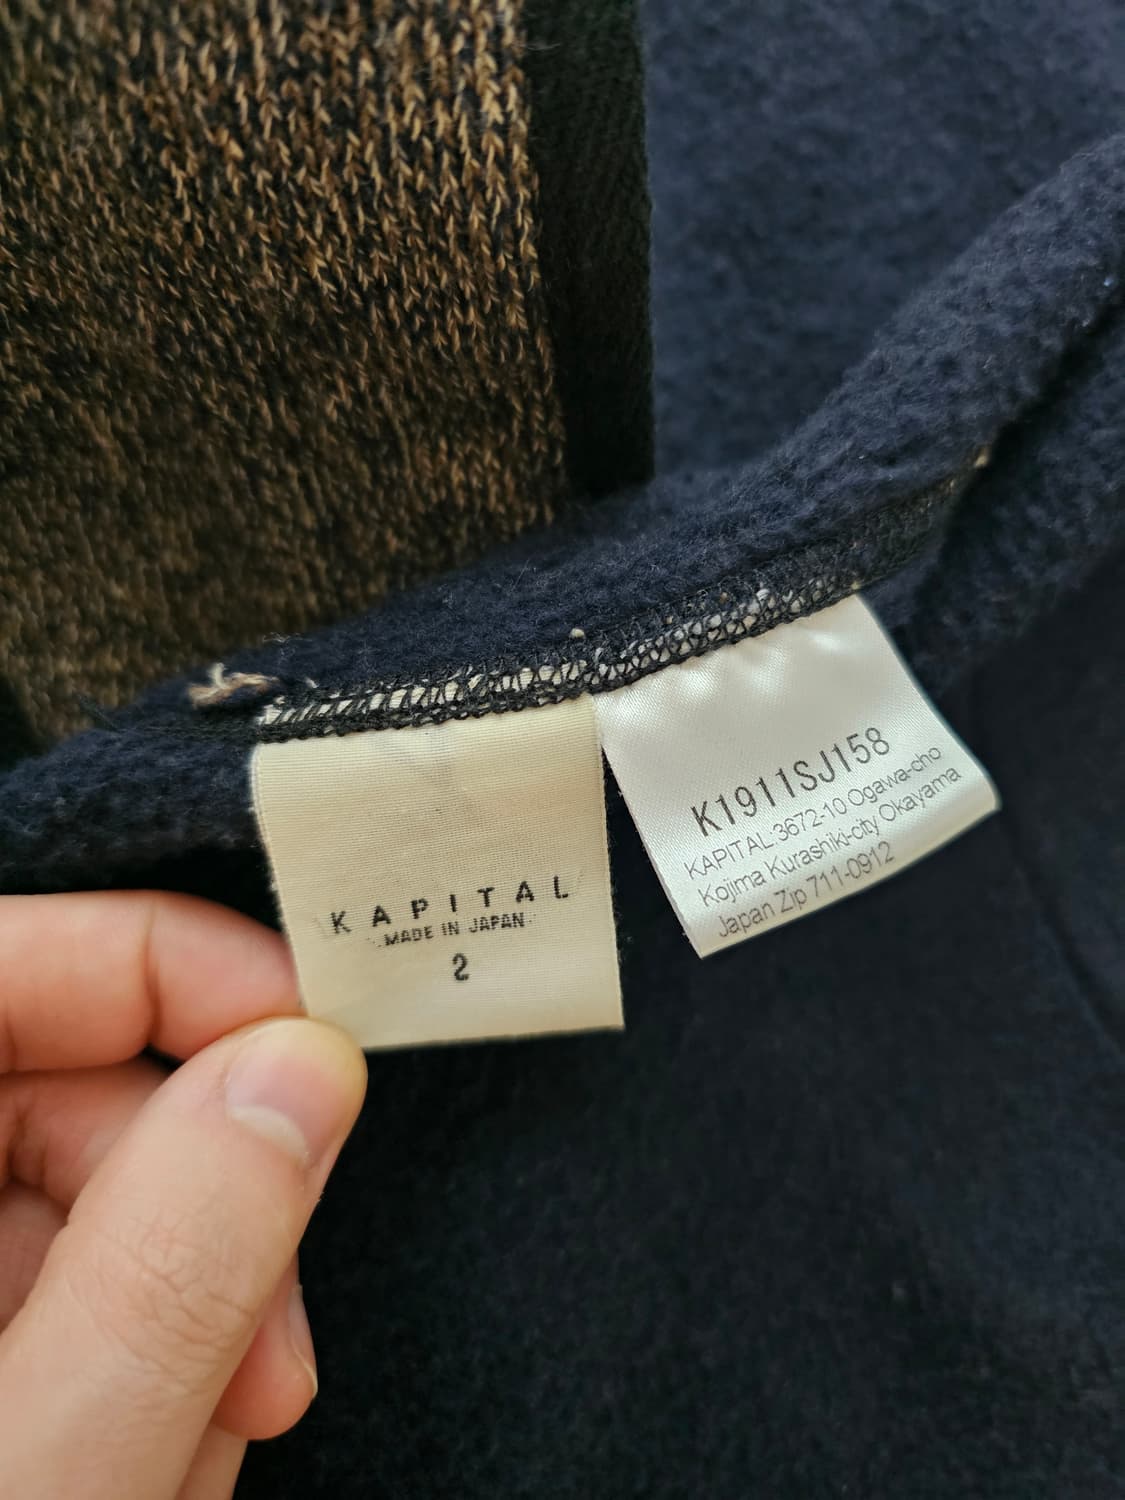 KAPITAL
MADE IN JAPAN
2
K1911SJ158
KAPITAL:3672-10 Ogawa-cho
Kojima Kurashiki-city Okayama
Japan Zip 711-0912